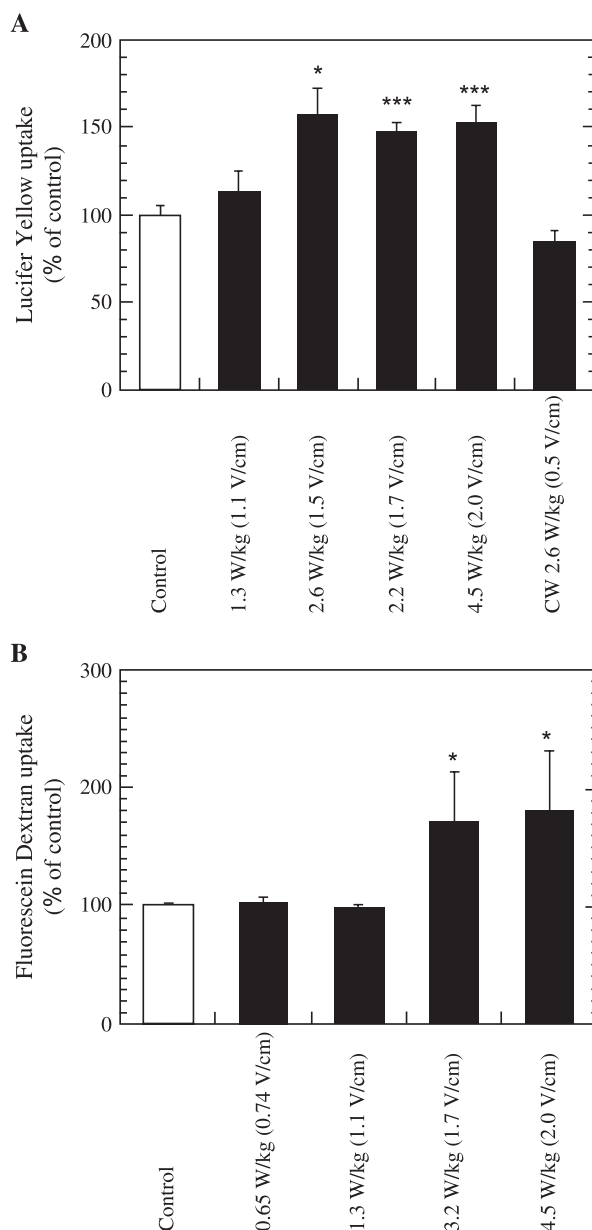 A
Lucifer Yellow uptake
(% of control)
200
150
100
50
0
*
***
***
Control
1.3 W/kg (1.1 V/cm)
2.6 W/kg (1.5 V/cm)
2.2 W/kg (1.7 V/cm)
4.5 W/kg (2.0 V/cm)
CW 2.6 W/kg (0.5 V/cm)
B
Fluorescein Dextran uptake
(% of control)
300
200
100
0
*
*
Control
0.65 W/kg (0.74 V/cm)
1.3 W/kg (1.1 V/cm)
3.2 W/kg (1.7 V/cm)
4.5 W/kg (2.0 V/cm)